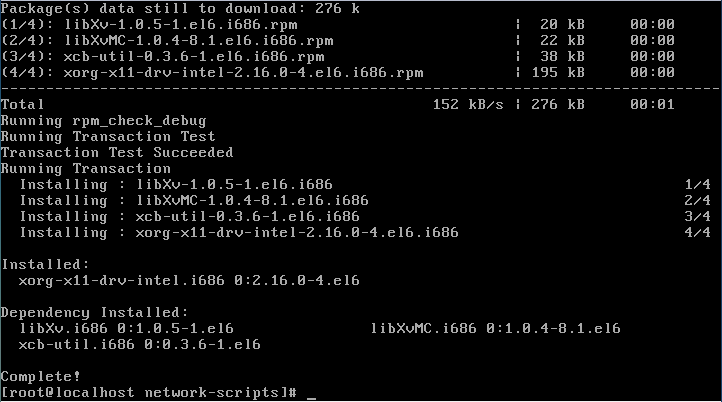 Package(s) data still to download: 276 k
(1/4): libXv-1.0.5-1.el6.i686.rpm | 20 kB 00:00
(2/4): libXvMC-1.0.4-8.1.el6.i686.rpm | 22 kB 00:00
(3/4): xcb-util-0.3.6-1.el6.i686.rpm | 38 kB 00:00
(4/4): xorg-x11-drv-intel-2.16.0-4.el6.i686.rpm | 195 kB 00:00
--------------------------------------------------------------------------------
Total 152 kB/s | 276 kB 00:01
Running rpm_check_debug
Running Transaction Test
Transaction Test Succeeded
Running Transaction
Installing : libXv-1.0.5-1.el6.i686 1/4
Installing : libXvMC-1.0.4-8.1.el6.i686 2/4
Installing : xcb-util-0.3.6-1.el6.i686 3/4
Installing : xorg-x11-drv-intel-2.16.0-4.el6.i686 4/4
Installed:
xorg-x11-drv-intel.i686 0:2.16.0-4.el6
Dependency Installed:
libXv.i686 0:1.0.5-1.el6 libXvMC.i686 0:1.0.4-8.1.el6
xcb-util.i686 0:0.3.6-1.el6
Complete!
[root@localhost network-scripts]# _